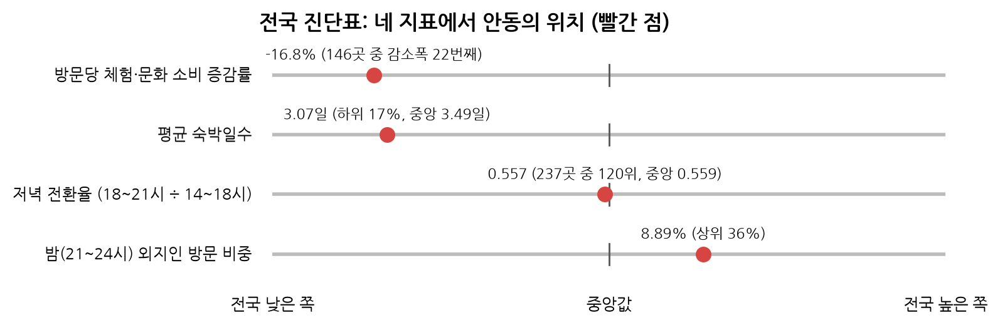 전국 진단표: 네 지표에서 안동의 위치 (빨간 점)
-16.8% (146곳 중 감소폭 22번째)
방문당 체험·문화 소비 증감률
3.07일 (하위 17%, 중앙 3.49일)
평균 숙박일수
0.557 (237곳 중 120위, 중앙 0.559)
저녁 전환율 (18~21시 ÷ 14~18시)
8.89% (상위 36%)
밤(21~24시) 외지인 방문 비중
전국 낮은 쪽
중앙값
전국 높은 쪽